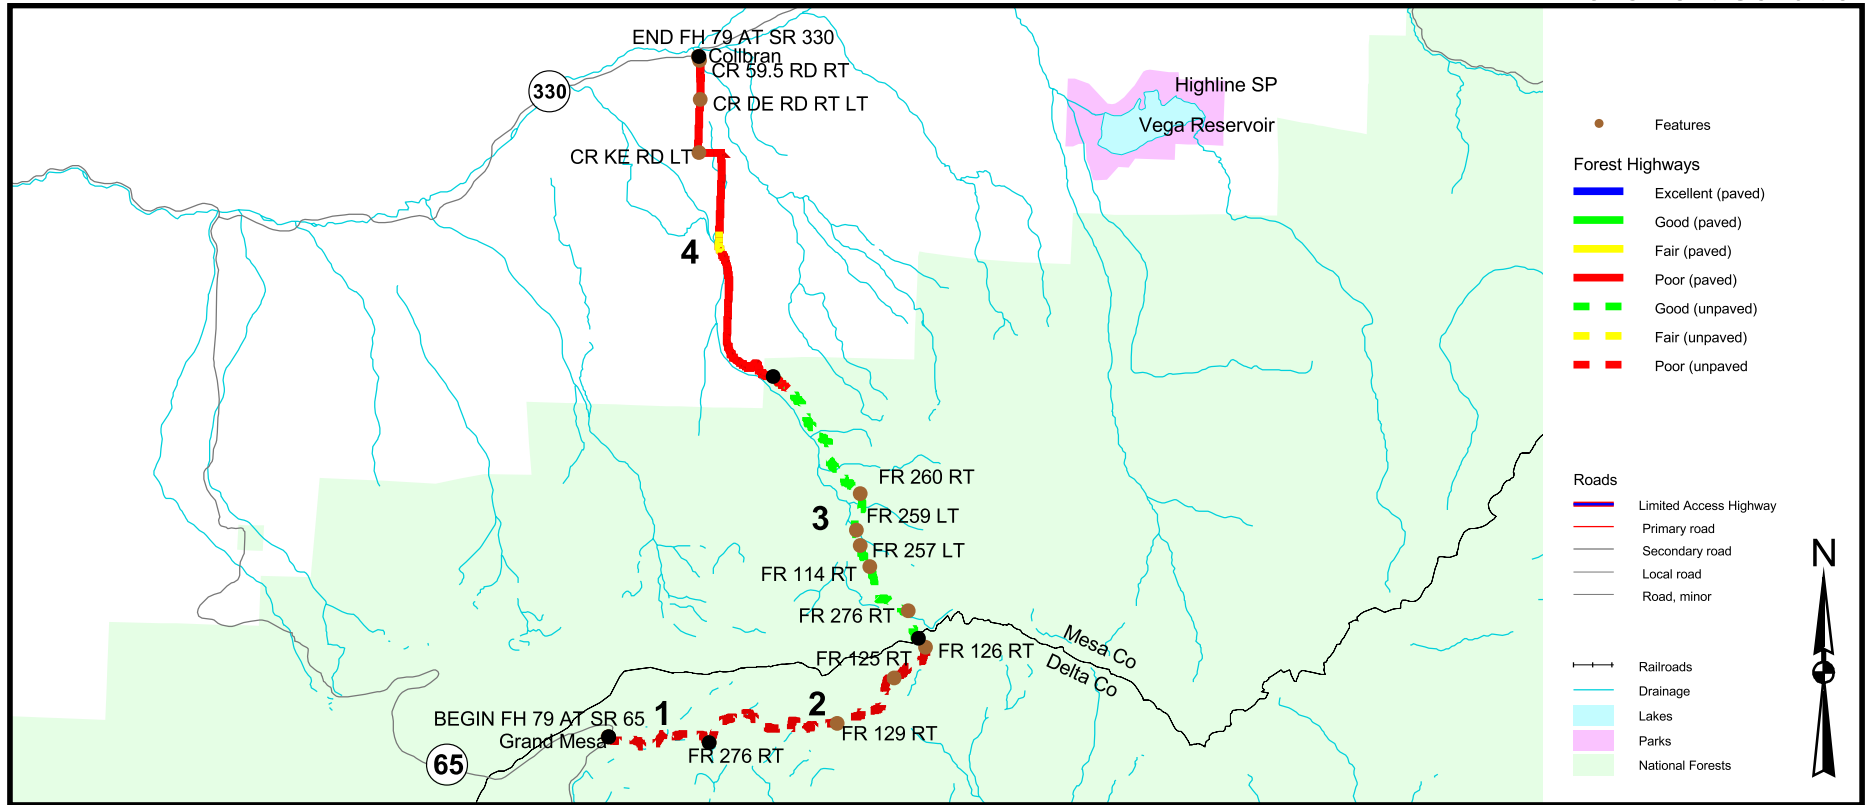 END FH 79 AT SR 330
Collbran
CR 59.5 RD RT
330
CR DE RD RT LT
CR KE RD LT
Highline SP
Vega Reservoir
4
FR 260 RT
3
FR 259 LT
FR 257 LT
FR 114 RT
FR 276 RT
Mesa Co
FR 126 RT
FR 125 RT
Delta Co
2
1
BEGIN FH 79 AT SR 65
Grand Mesa
FR 129 RT
FR 276 RT
65
Features
Forest Highways
Excellent (paved)
Good (paved)
Fair (paved)
Poor (paved)
Good (unpaved)
Fair (unpaved)
Poor (unpaved
Roads
Limited Access Highway
Primary road
Secondary road
Local road
Road, minor
N
Railroads
Drainage
Lakes
Parks
National Forests